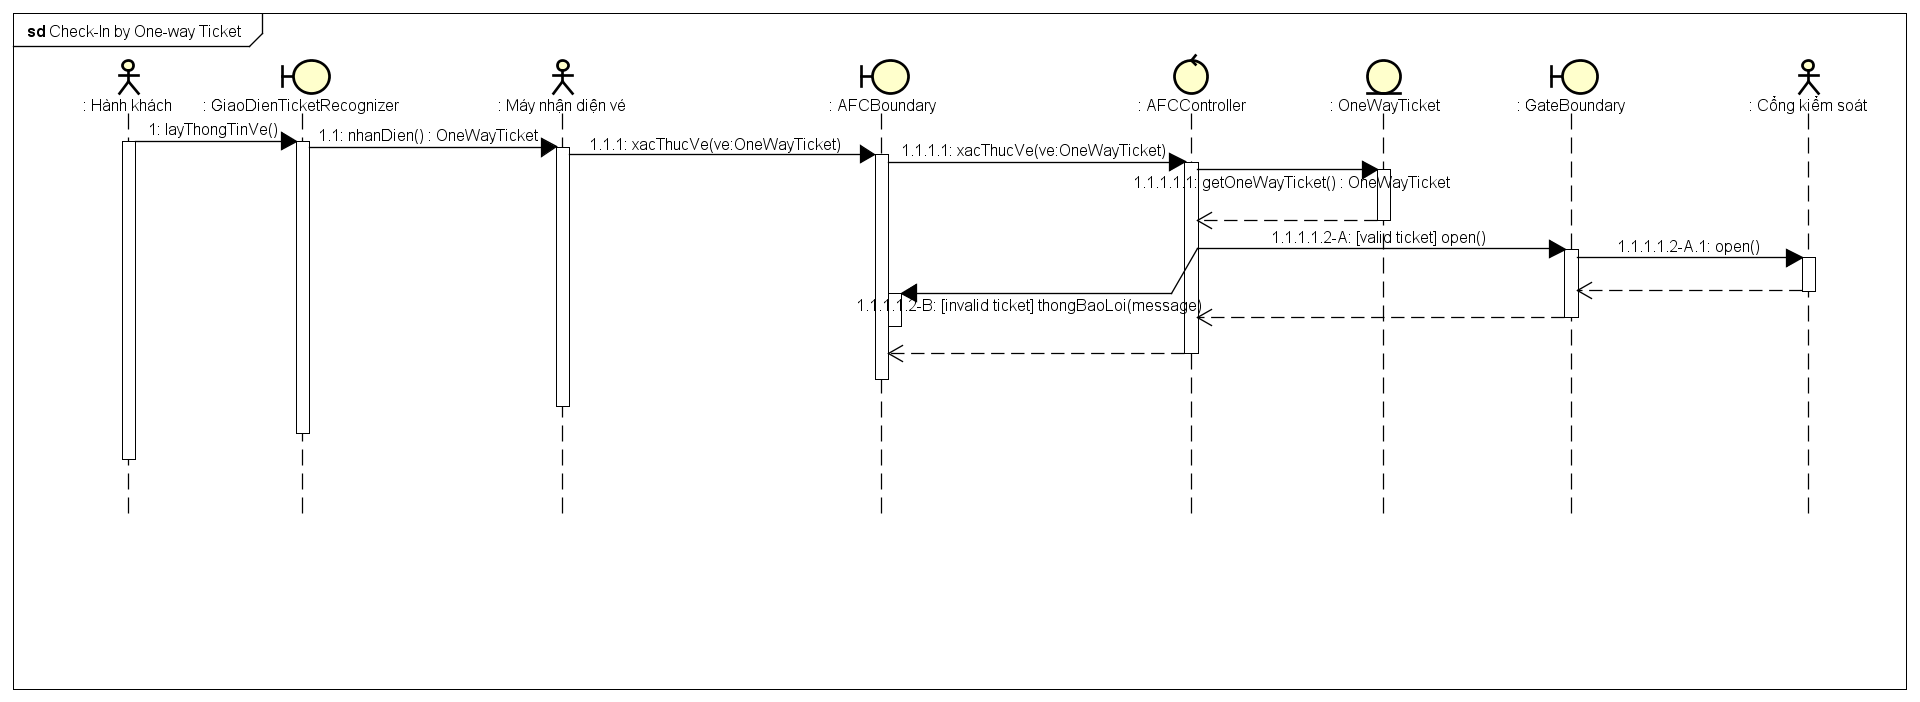 sd Check-In by One-way Ticket
: Hành khách
: GiaoDienTicketRecognizer
: Máy nhận diện vé
: AFCBoundary
: AFCController
: OneWayTicket
: GateBoundary
: Cổng kiểm soát
1: layThongTinVe()
1.1: nhanDien() : OneWayTicket
1.1.1: xacThucVe(ve:OneWayTicket)
1.1.1.1: xacThucVe(ve:OneWayTicket)
1.1.1.1.1: getOneWayTicket() : OneWayTicket
1.1.1.1.2-A: [valid ticket] open()
1.1.1.1.2-A.1: open()
1.1.1.1.2-B: [invalid ticket] thongBaoLoi(message)